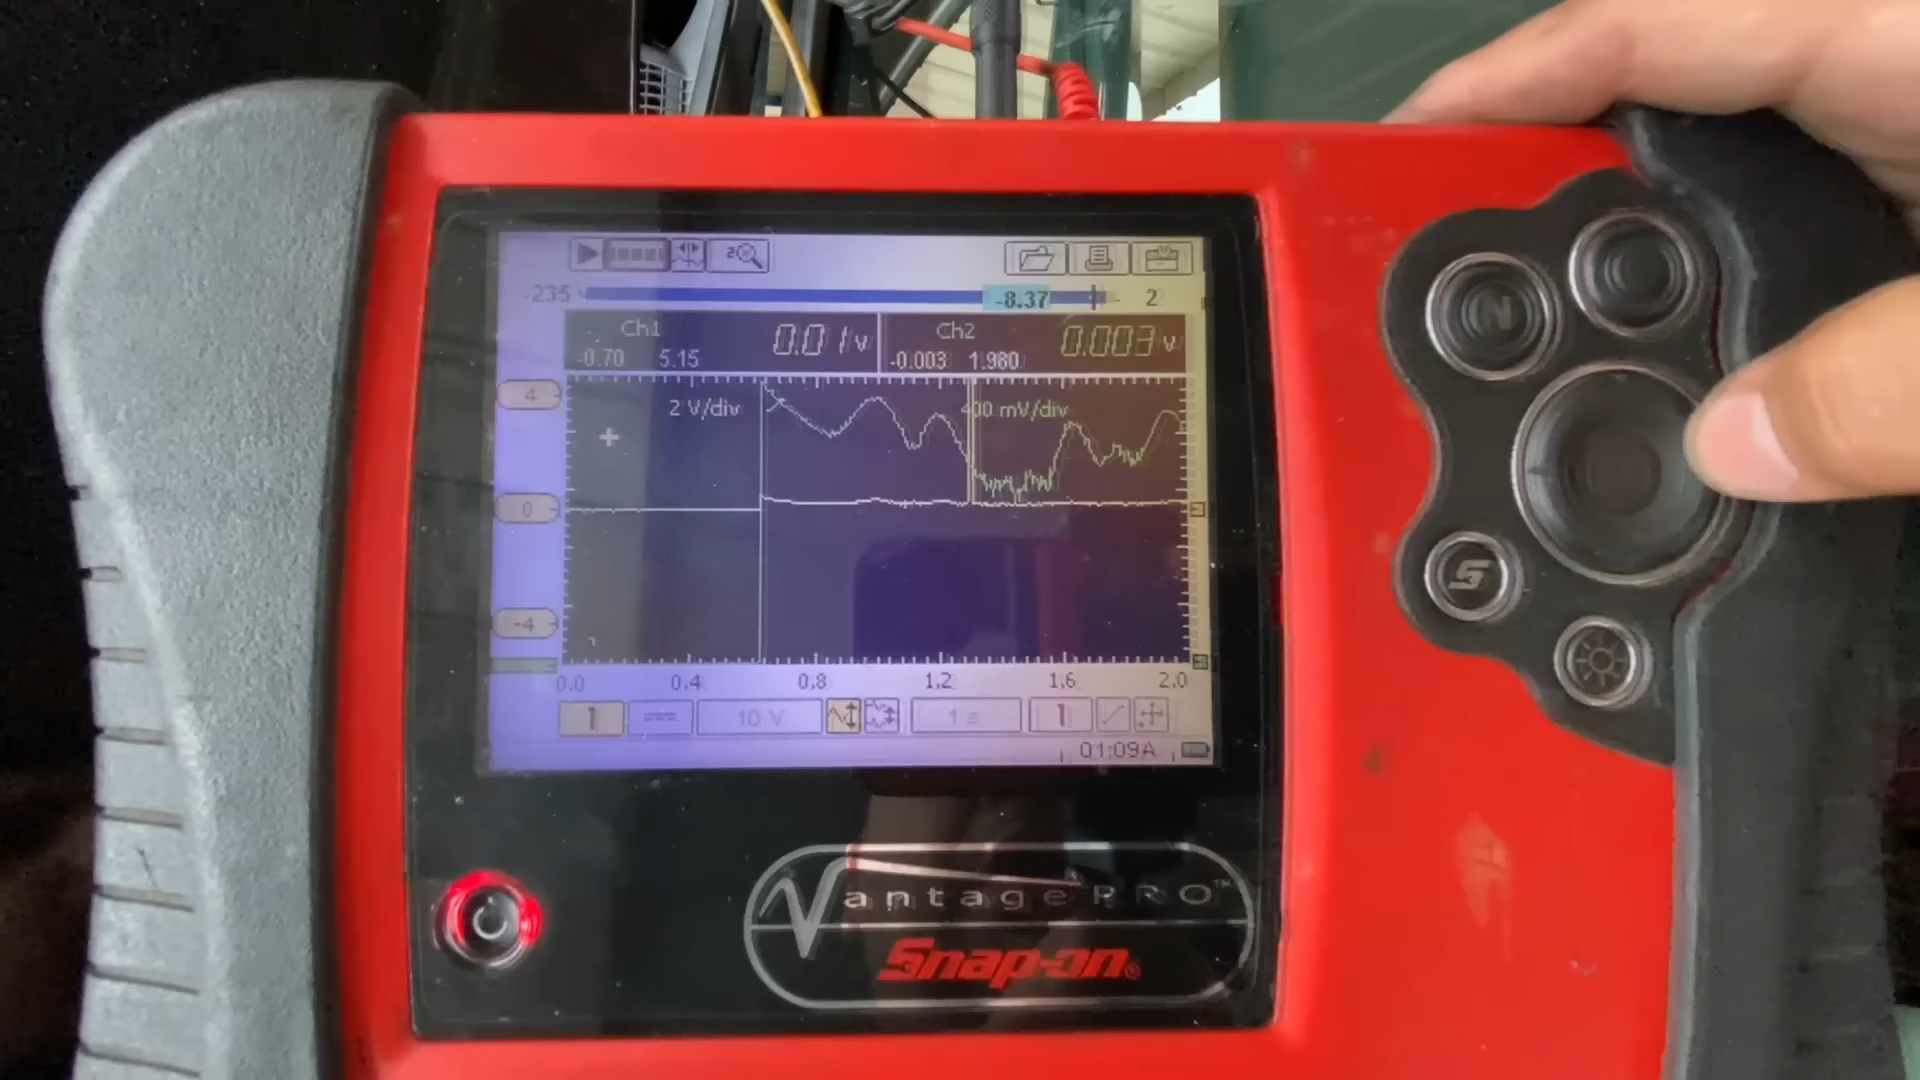 2
-235 -8.37 2
Ch1 0.01 v Ch2 0.003 v
-0.70 5.15 -0.003 1.980
4 2 V/div 400 mV/div
N
0
-4
0.0 0.4 0.8 1.2 1.6 2.0
1 10 V 1 s 1
01:09A
VantagePRO™
Snap-on®